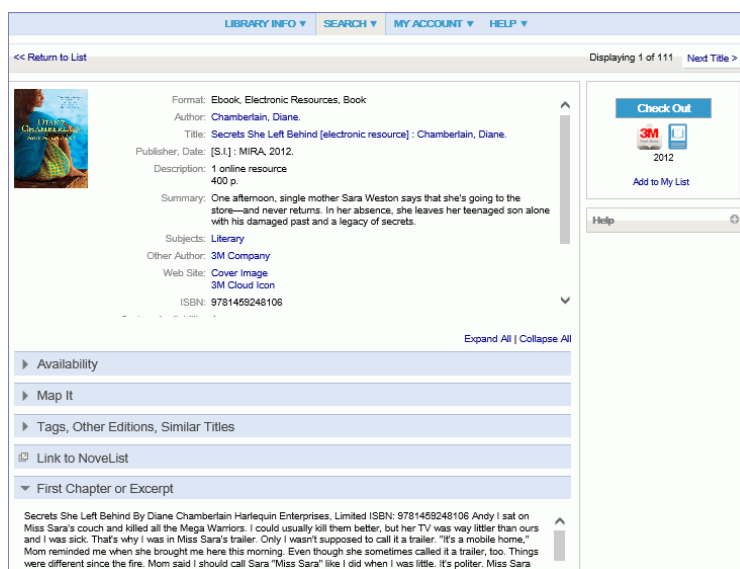 LIBRARY INFO ▼ SEARCH ▼ MY ACCOUNT ▼ HELP ▼
<< Return to List
Displaying 1 of 111 Next Title >
DIANE
CHAMBERLAIN
Format: Ebook, Electronic Resources, Book
Author: Chamberlain, Diane.
Title: Secrets She Left Behind [electronic resource] : Chamberlain, Diane.
Publisher, Date: [S.l.] : MIRA, 2012.
Description: 1 online resource
400 p.
Summary: One afternoon, single mother Sara Weston says that she's going to the
store—and never returns. In her absence, she leaves her teenaged son alone
with his damaged past and a legacy of secrets.
Subjects: Literary
Other Author: 3M Company
Web Site: Cover Image
3M Cloud Icon
ISBN: 9781459248106
Check Out
3M
2012
Add to My List
Help
Expand All | Collapse All
Availability
Map It
Tags, Other Editions, Similar Titles
Link to NoveList
First Chapter or Excerpt
Secrets She Left Behind By Diane Chamberlain Harlequin Enterprises, Limited ISBN: 9781459248106 Andy I sat on
Miss Sara's couch and killed all the Mega Warriors. I could usually kill them better, but her TV was way littler than ours
and I was sick. That's why I was in Miss Sara's trailer. Only I wasn't supposed to call it a trailer. "It's a mobile home,"
Mom reminded me when she brought me here this morning. Even though she sometimes called it a trailer, too. Things
were different since the fire. Mom said I should call Sara "Miss Sara" like I did when I was little. It's politer. Miss Sara